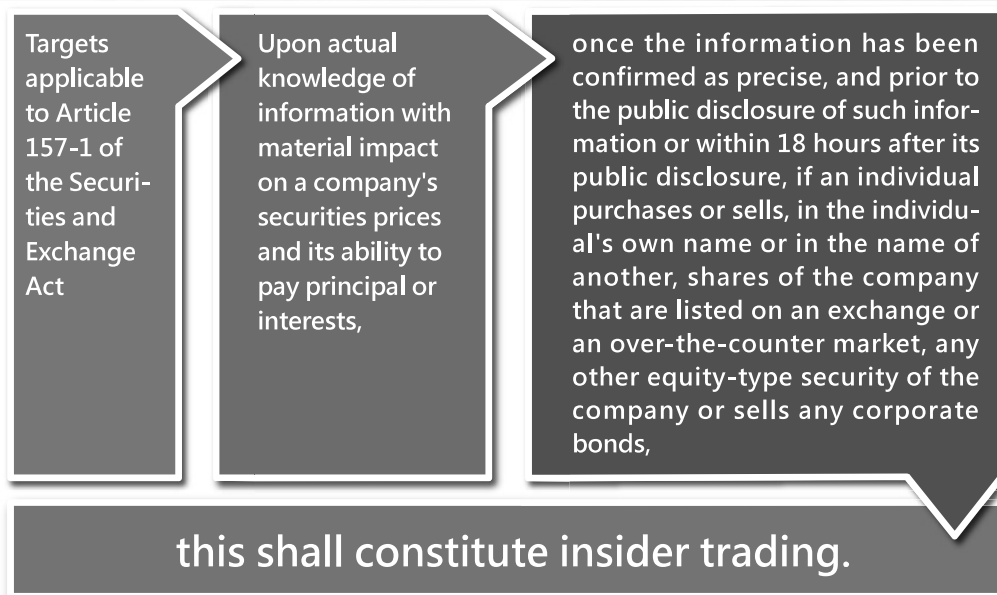 Targets
applicable
to Article
157-1 of
the Securi-
ties and
Exchange
Act
Upon actual
knowledge of
information with
material impact
on a company's
securities prices
and its ability to
pay principal or
interests,
once the information has been
confirmed as precise, and prior to
the public disclosure of such infor-
mation or within 18 hours after its
public disclosure, if an individual
purchases or sells, in the individu-
al's own name or in the name of
another, shares of the company
that are listed on an exchange or
an over-the-counter market, any
other equity-type security of the
company or sells any corporate
bonds,
this shall constitute insider trading.